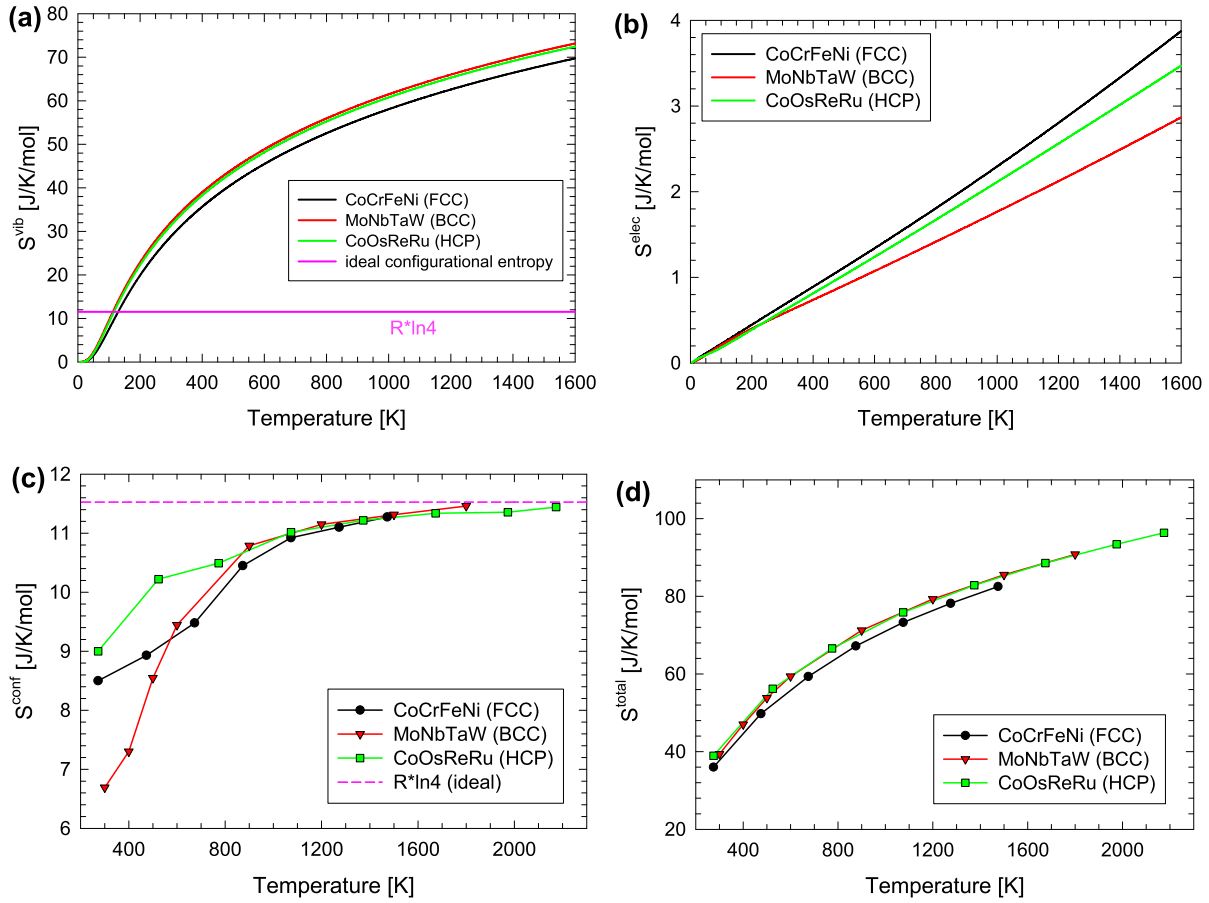 (a)
80
70
60
50
40
30
20
10
0
S^vib [J/K/mol]
CoCrFeNi (FCC)
MoNbTaW (BCC)
CoOsReRu (HCP)
ideal configurational entropy
R*ln4
0 200 400 600 800 1000 1200 1400 1600
Temperature [K]
(b)
4
3
2
1
0
S^elec [J/K/mol]
CoCrFeNi (FCC)
MoNbTaW (BCC)
CoOsReRu (HCP)
0 200 400 600 800 1000 1200 1400 1600
Temperature [K]
(c)
12
11
10
9
8
7
6
S^conf [J/K/mol]
CoCrFeNi (FCC)
MoNbTaW (BCC)
CoOsReRu (HCP)
R*ln4 (ideal)
400 800 1200 1600 2000
Temperature [K]
(d)
100
80
60
40
20
S^total [J/K/mol]
CoCrFeNi (FCC)
MoNbTaW (BCC)
CoOsReRu (HCP)
400 800 1200 1600 2000
Temperature [K]